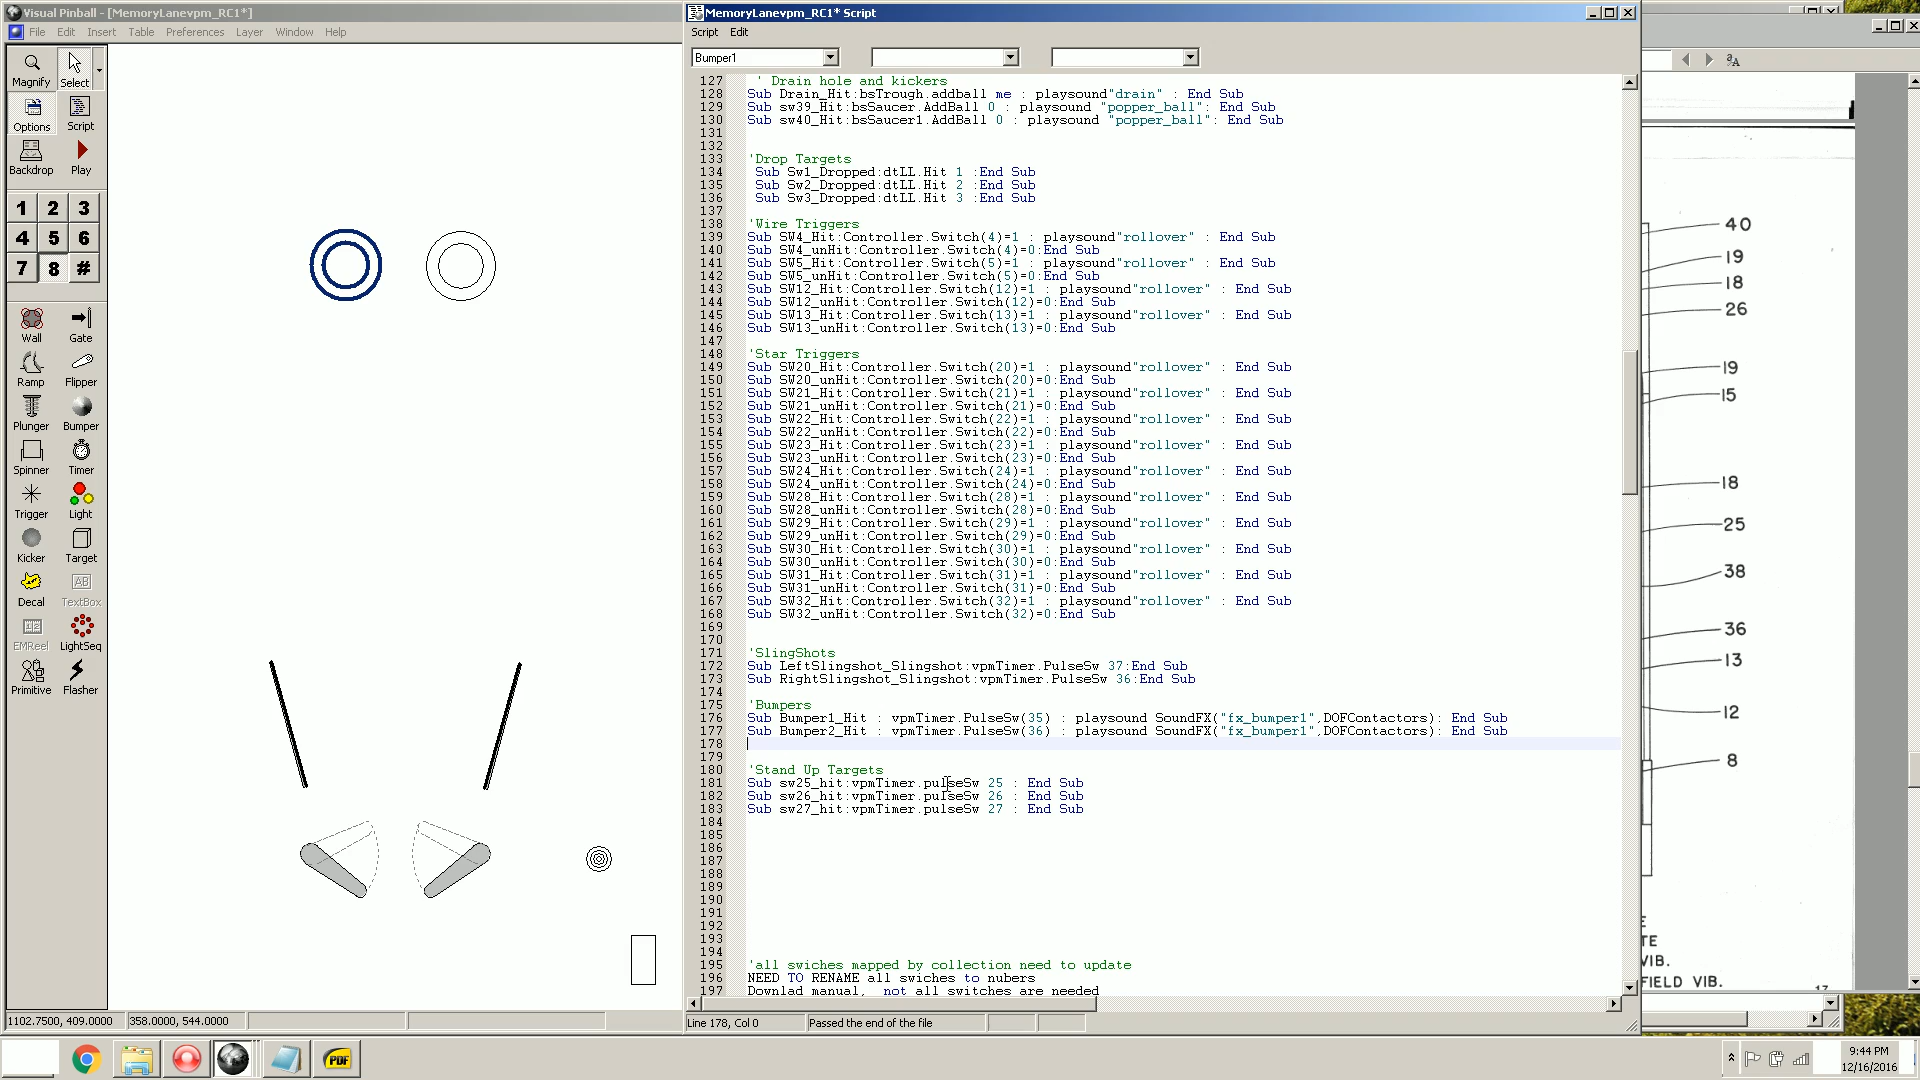 Visual Pinball - [MemoryLanevpm_RC1*]
File Edit Insert Table Preferences Layer Window Help
Magnify Select
Options Script
Backdrop Play
1 2 3
4 5 6
7 8 #
Wall Gate
Ramp Flipper
Plunger Bumper
Spinner Timer
Trigger Light
Kicker Target
AB
Decal TextBox
EMReel LightSeq
Primitive Flasher
1102.7500, 409.0000 358.0000, 544.0000
MemoryLanevpm_RC1* Script
Script Edit
Bumper1
127 ' Drain hole and kickers
128 Sub Drain_Hit:bsTrough.addball me : playsound"drain" : End Sub
129 Sub sw39_Hit:bsSaucer.AddBall 0 : playsound "popper_ball": End Sub
130 Sub sw40_Hit:bsSaucer1.AddBall 0 : playsound "popper_ball": End Sub
131
132
133 'Drop Targets
134 Sub Sw1_Dropped:dtLL.Hit 1 :End Sub
135 Sub Sw2_Dropped:dtLL.Hit 2 :End Sub
136 Sub Sw3_Dropped:dtLL.Hit 3 :End Sub
137
138 'Wire Triggers
139 Sub SW4_Hit:Controller.Switch(4)=1 : playsound"rollover" : End Sub
140 Sub SW4_unHit:Controller.Switch(4)=0:End Sub
141 Sub SW5_Hit:Controller.Switch(5)=1 : playsound"rollover" : End Sub
142 Sub SW5_unHit:Controller.Switch(5)=0:End Sub
143 Sub SW12_Hit:Controller.Switch(12)=1 : playsound"rollover" : End Sub
144 Sub SW12_unHit:Controller.Switch(12)=0:End Sub
145 Sub SW13_Hit:Controller.Switch(13)=1 : playsound"rollover" : End Sub
146 Sub SW13_unHit:Controller.Switch(13)=0:End Sub
147
148 'Star Triggers
149 Sub SW20_Hit:Controller.Switch(20)=1 : playsound"rollover" : End Sub
150 Sub SW20_unHit:Controller.Switch(20)=0:End Sub
151 Sub SW21_Hit:Controller.Switch(21)=1 : playsound"rollover" : End Sub
152 Sub SW21_unHit:Controller.Switch(21)=0:End Sub
153 Sub SW22_Hit:Controller.Switch(22)=1 : playsound"rollover" : End Sub
154 Sub SW22_unHit:Controller.Switch(22)=0:End Sub
155 Sub SW23_Hit:Controller.Switch(23)=1 : playsound"rollover" : End Sub
156 Sub SW23_unHit:Controller.Switch(23)=0:End Sub
157 Sub SW24_Hit:Controller.Switch(24)=1 : playsound"rollover" : End Sub
158 Sub SW24_unHit:Controller.Switch(24)=0:End Sub
159 Sub SW28_Hit:Controller.Switch(28)=1 : playsound"rollover" : End Sub
160 Sub SW28_unHit:Controller.Switch(28)=0:End Sub
161 Sub SW29_Hit:Controller.Switch(29)=1 : playsound"rollover" : End Sub
162 Sub SW29_unHit:Controller.Switch(29)=0:End Sub
163 Sub SW30_Hit:Controller.Switch(30)=1 : playsound"rollover" : End Sub
164 Sub SW30_unHit:Controller.Switch(30)=0:End Sub
165 Sub SW31_Hit:Controller.Switch(31)=1 : playsound"rollover" : End Sub
166 Sub SW31_unHit:Controller.Switch(31)=0:End Sub
167 Sub SW32_Hit:Controller.Switch(32)=1 : playsound"rollover" : End Sub
168 Sub SW32_unHit:Controller.Switch(32)=0:End Sub
169
170
171 'SlingShots
172 Sub LeftSlingshot_Slingshot:vpmTimer.PulseSw 37:End Sub
173 Sub RightSlingshot_Slingshot:vpmTimer.PulseSw 36:End Sub
174
175 'Bumpers
176 Sub Bumper1_Hit : vpmTimer.PulseSw(35) : playsound SoundFX("fx_bumper1",DOFContactors): End Sub
177 Sub Bumper2_Hit : vpmTimer.PulseSw(36) : playsound SoundFX("fx_bumper1",DOFContactors): End Sub
178
179
180 'Stand Up Targets
181 Sub sw25_hit:vpmTimer.pulseSw 25 : End Sub
182 Sub sw26_hit:vpmTimer.pulseSw 26 : End Sub
183 Sub sw27_hit:vpmTimer.pulseSw 27 : End Sub
184
185
186
187
188
189
190
191
192
193
194
195 'all swiches mapped by collection need to update
196 NEED TO RENAME all swiches to nubers
197 Downlad manual, not all switches are needed
Line 178, Col 0 Passed the end of the file
40
19
18
26
19
15
18
25
38
36
13
12
8
TE
VIB.
FIELD VIB.
PDF
9:44 PM
12/16/2016